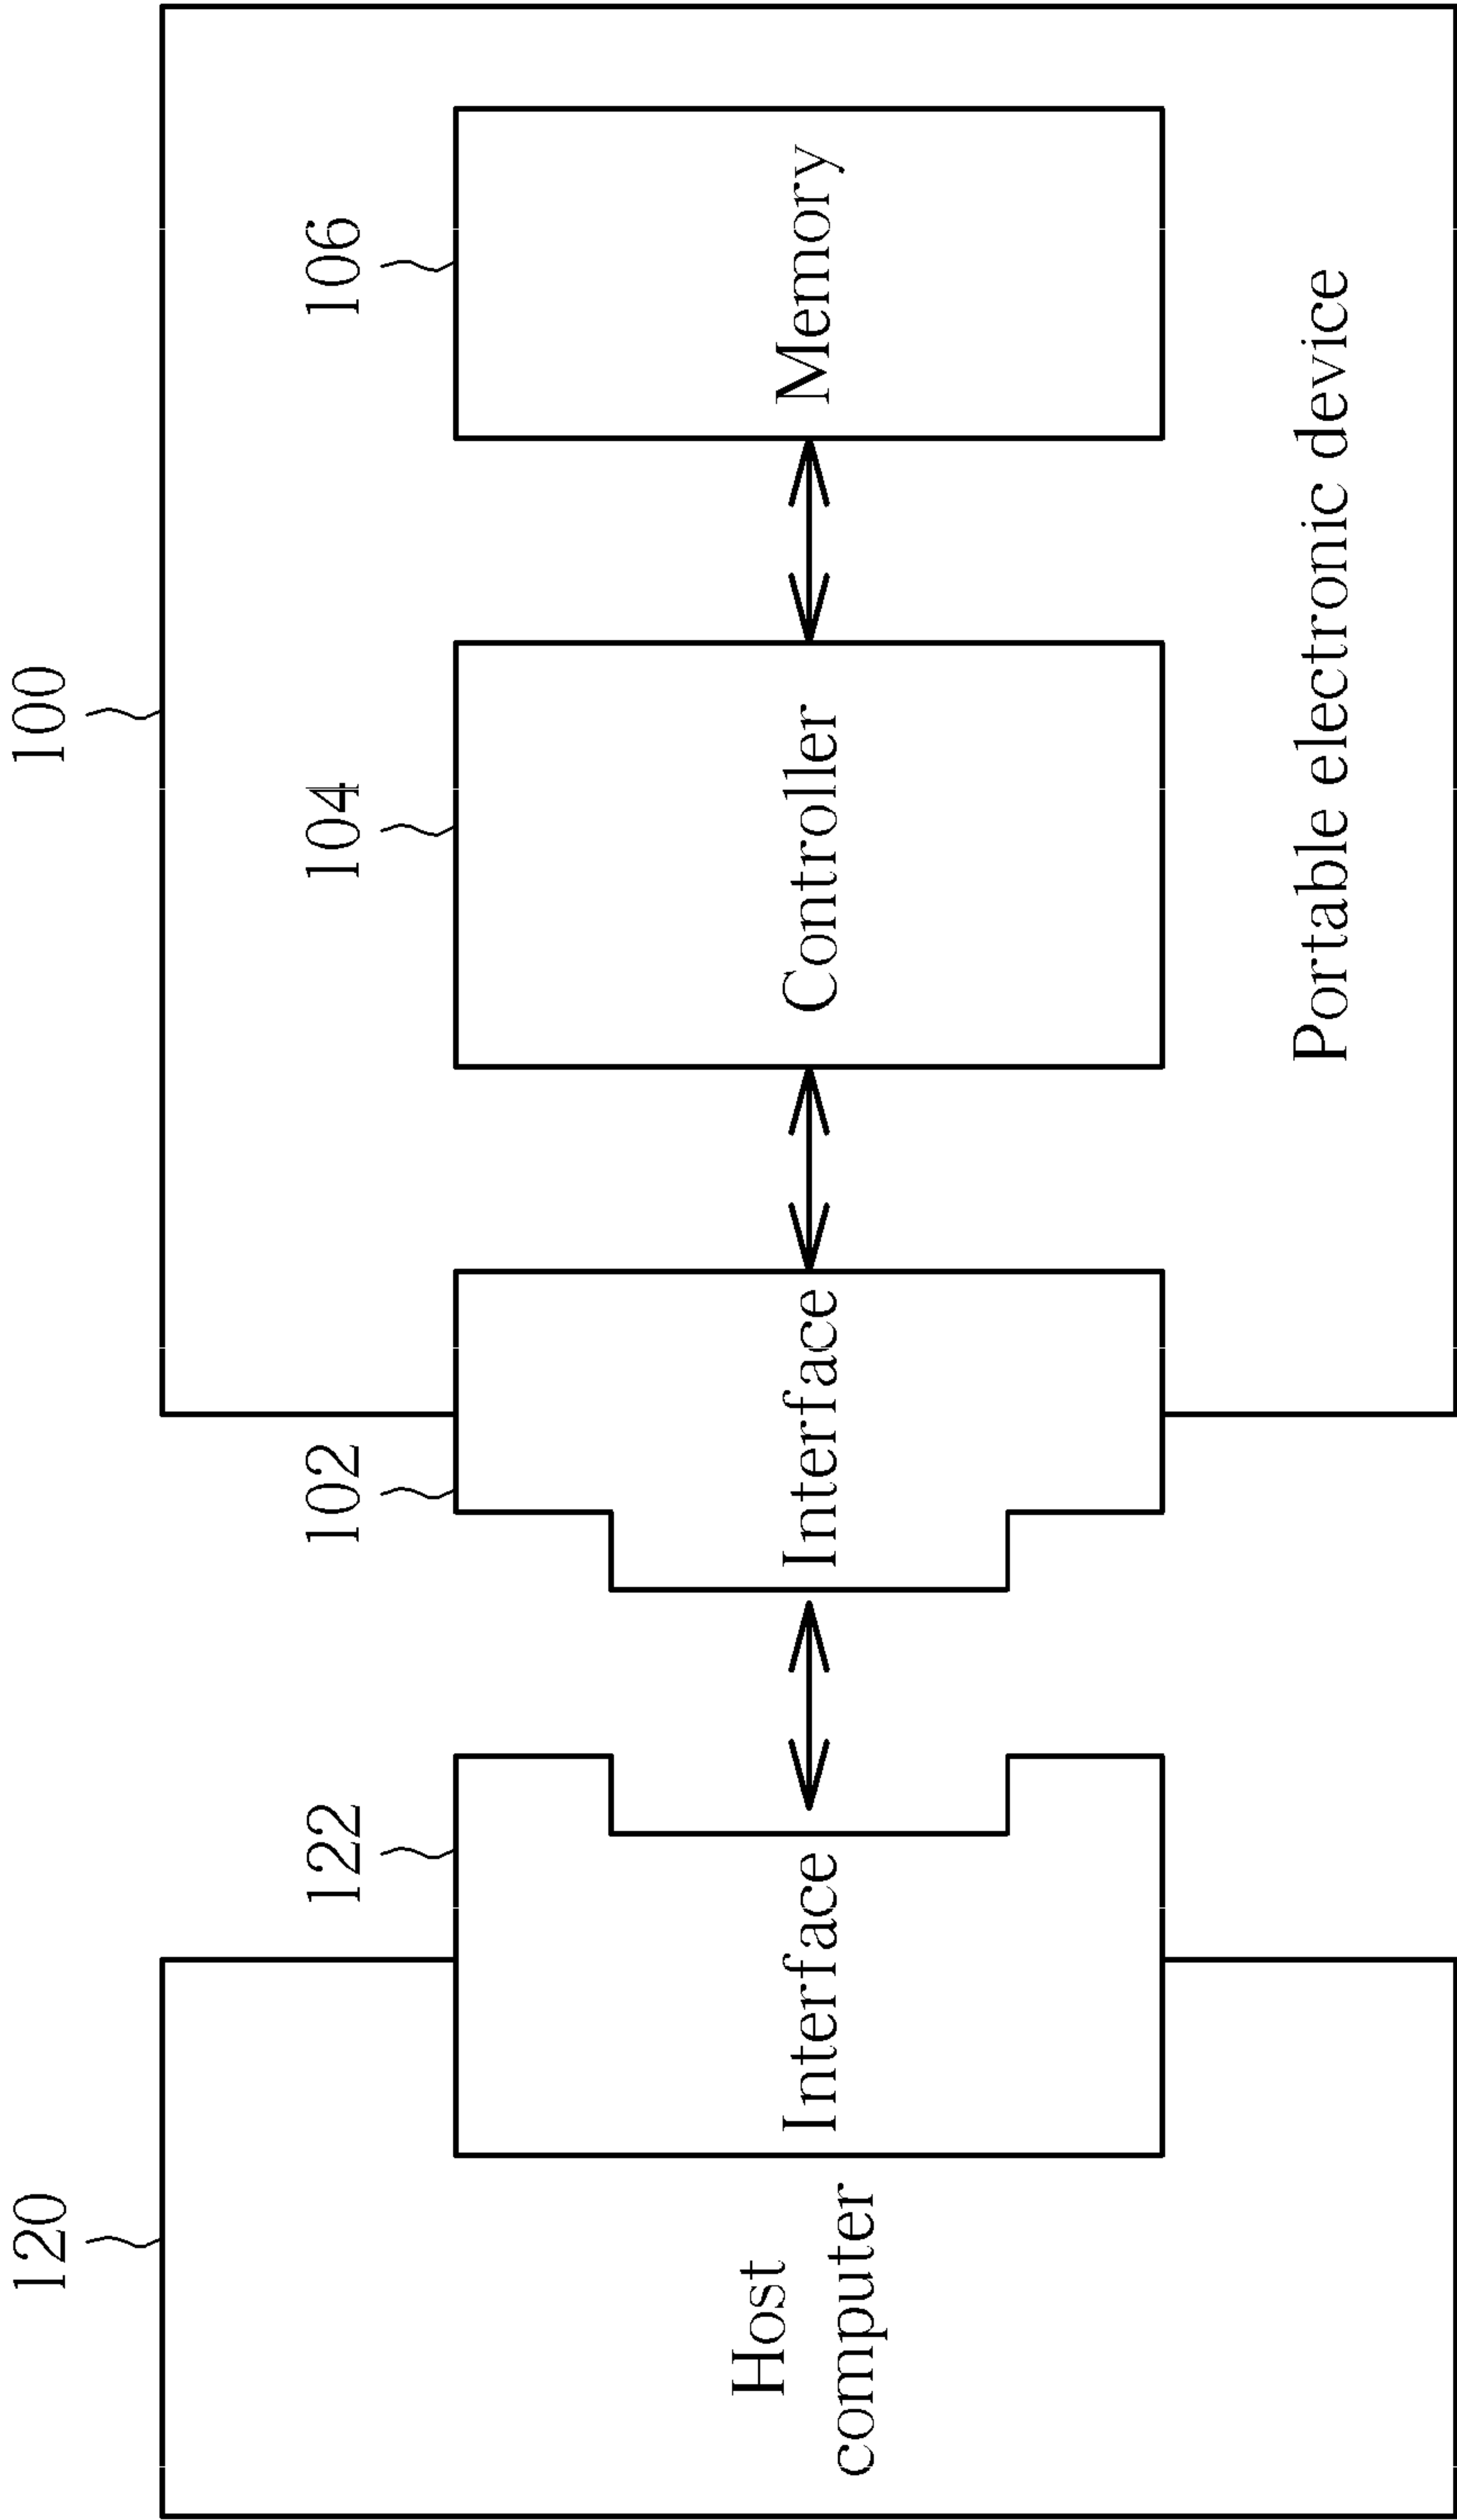 120
100
122
102
104
106
Host
computer
Interface
Interface
Controller
Memory
Portable electronic device